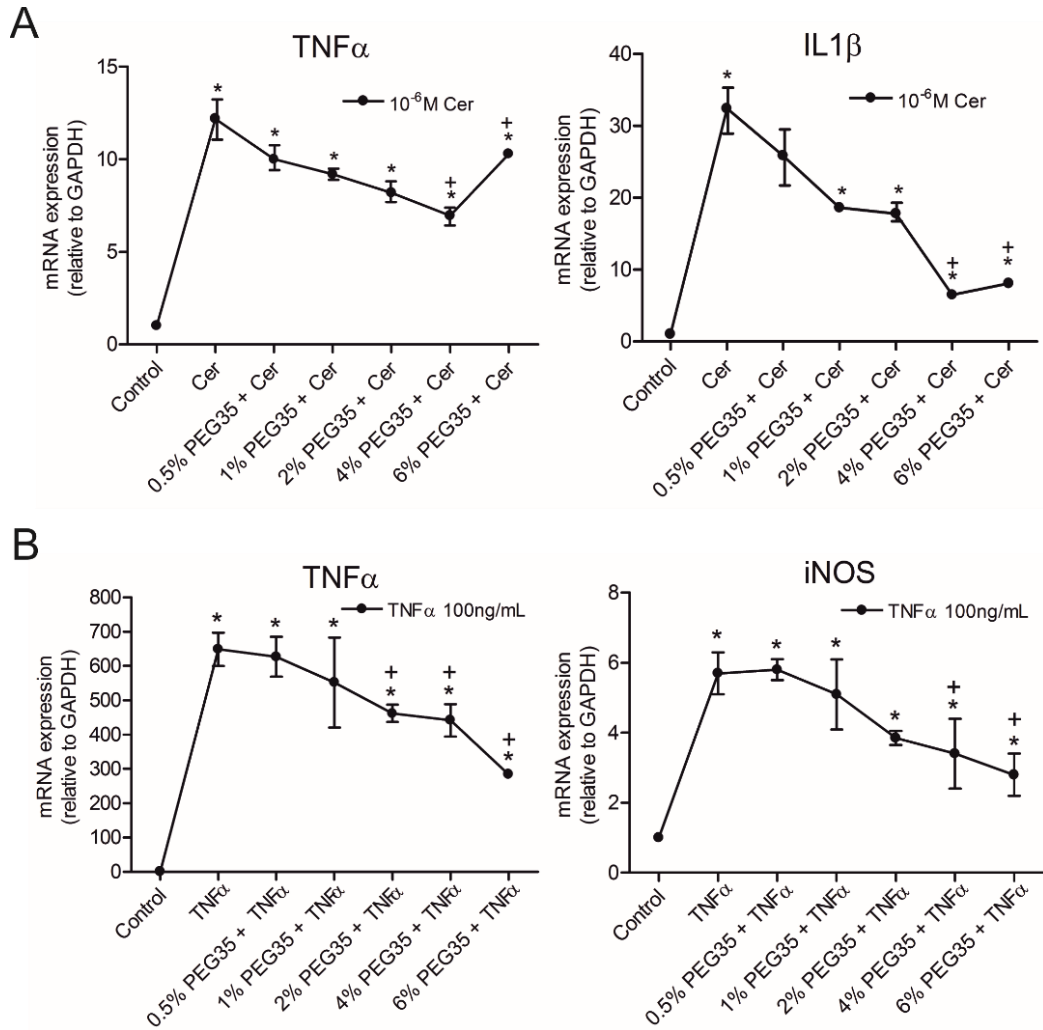 A
TNFα
mRNA expression
(relative to GAPDH)
15
10
5
0
10⁻⁶M Cer
*
*
*
*
+
*
+
*
Control
Cer
0.5% PEG35 + Cer
1% PEG35 + Cer
2% PEG35 + Cer
4% PEG35 + Cer
6% PEG35 + Cer
IL1β
mRNA expression
(relative to GAPDH)
40
30
20
10
0
10⁻⁶M Cer
*
*
*
+
*
+
*
Control
Cer
0.5% PEG35 + Cer
1% PEG35 + Cer
2% PEG35 + Cer
4% PEG35 + Cer
6% PEG35 + Cer
B
TNFα
mRNA expression
(relative to GAPDH)
800
700
600
500
400
300
200
100
0
TNFα 100ng/mL
*
*
*
+
*
+
*
+
*
Control
TNFα
0.5% PEG35 + TNFα
1% PEG35 + TNFα
2% PEG35 + TNFα
4% PEG35 + TNFα
6% PEG35 + TNFα
iNOS
mRNA expression
(relative to GAPDH)
8
6
4
2
0
TNFα 100ng/mL
*
*
*
*
+
*
+
*
Control
TNFα
0.5% PEG35 + TNFα
1% PEG35 + TNFα
2% PEG35 + TNFα
4% PEG35 + TNFα
6% PEG35 + TNFα